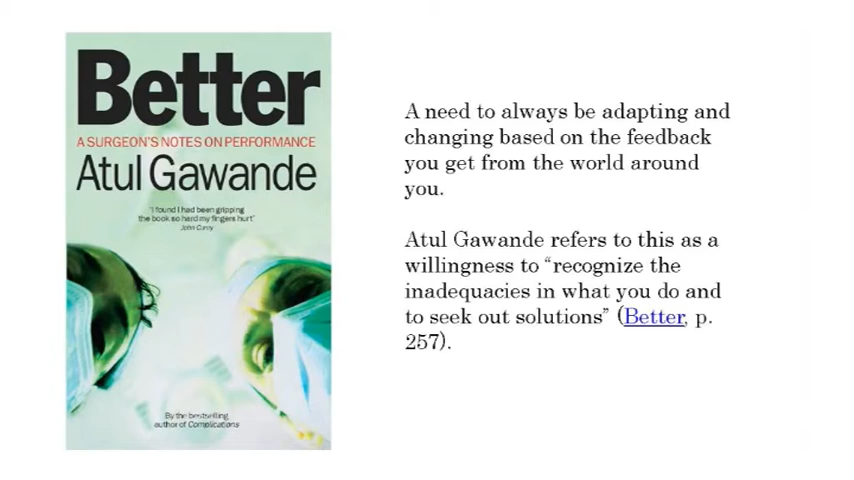 Better
A SURGEON'S NOTES ON PERFORMANCE
Atul Gawande
"I found I had been gripping
the book so hard my fingers hurt"
John Carey
By the bestselling
author of Complications
A need to always be adapting and
changing based on the feedback
you get from the world around
you.
Atul Gawande refers to this as a
willingness to “recognize the
inadequacies in what you do and
to seek out solutions” (Better, p.
257).